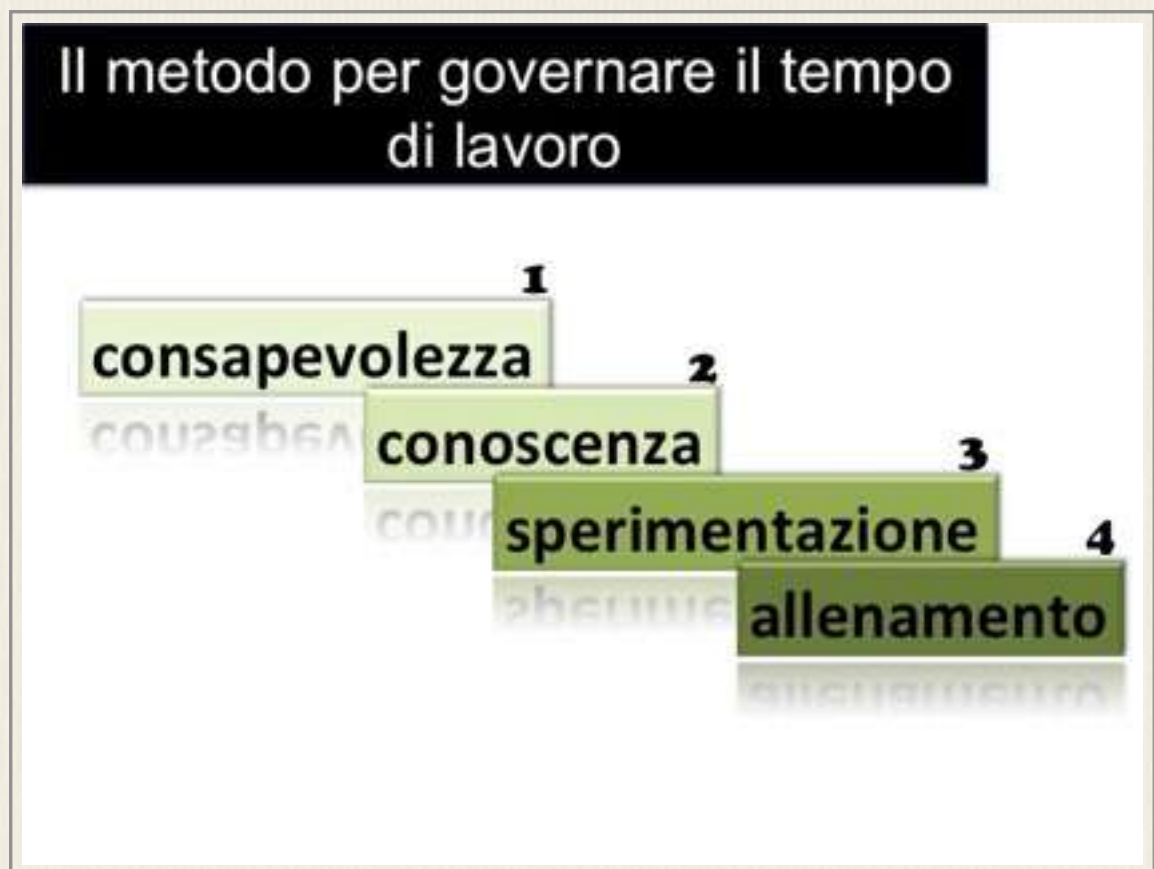 Il metodo per governare il tempo
di lavoro
1
consapevolezza
2
conoscenza
3
sperimentazione
4
allenamento